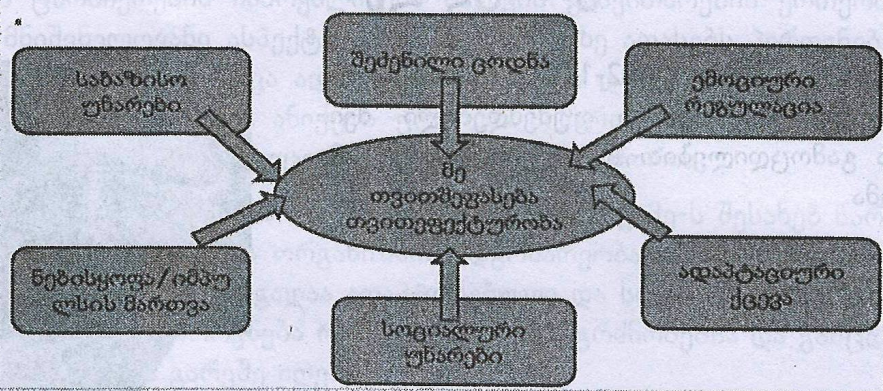 საბაზისო
უნარები
შეძენილი ცოდნა
ემოციური
რეგულაცია
მე
თვითშეფასება
თვითეფექტურობა
ნებისყოფა/იმპუ
ლსის მართვა
სოციალური
უნარები
ადაპტაციური
ქცევა